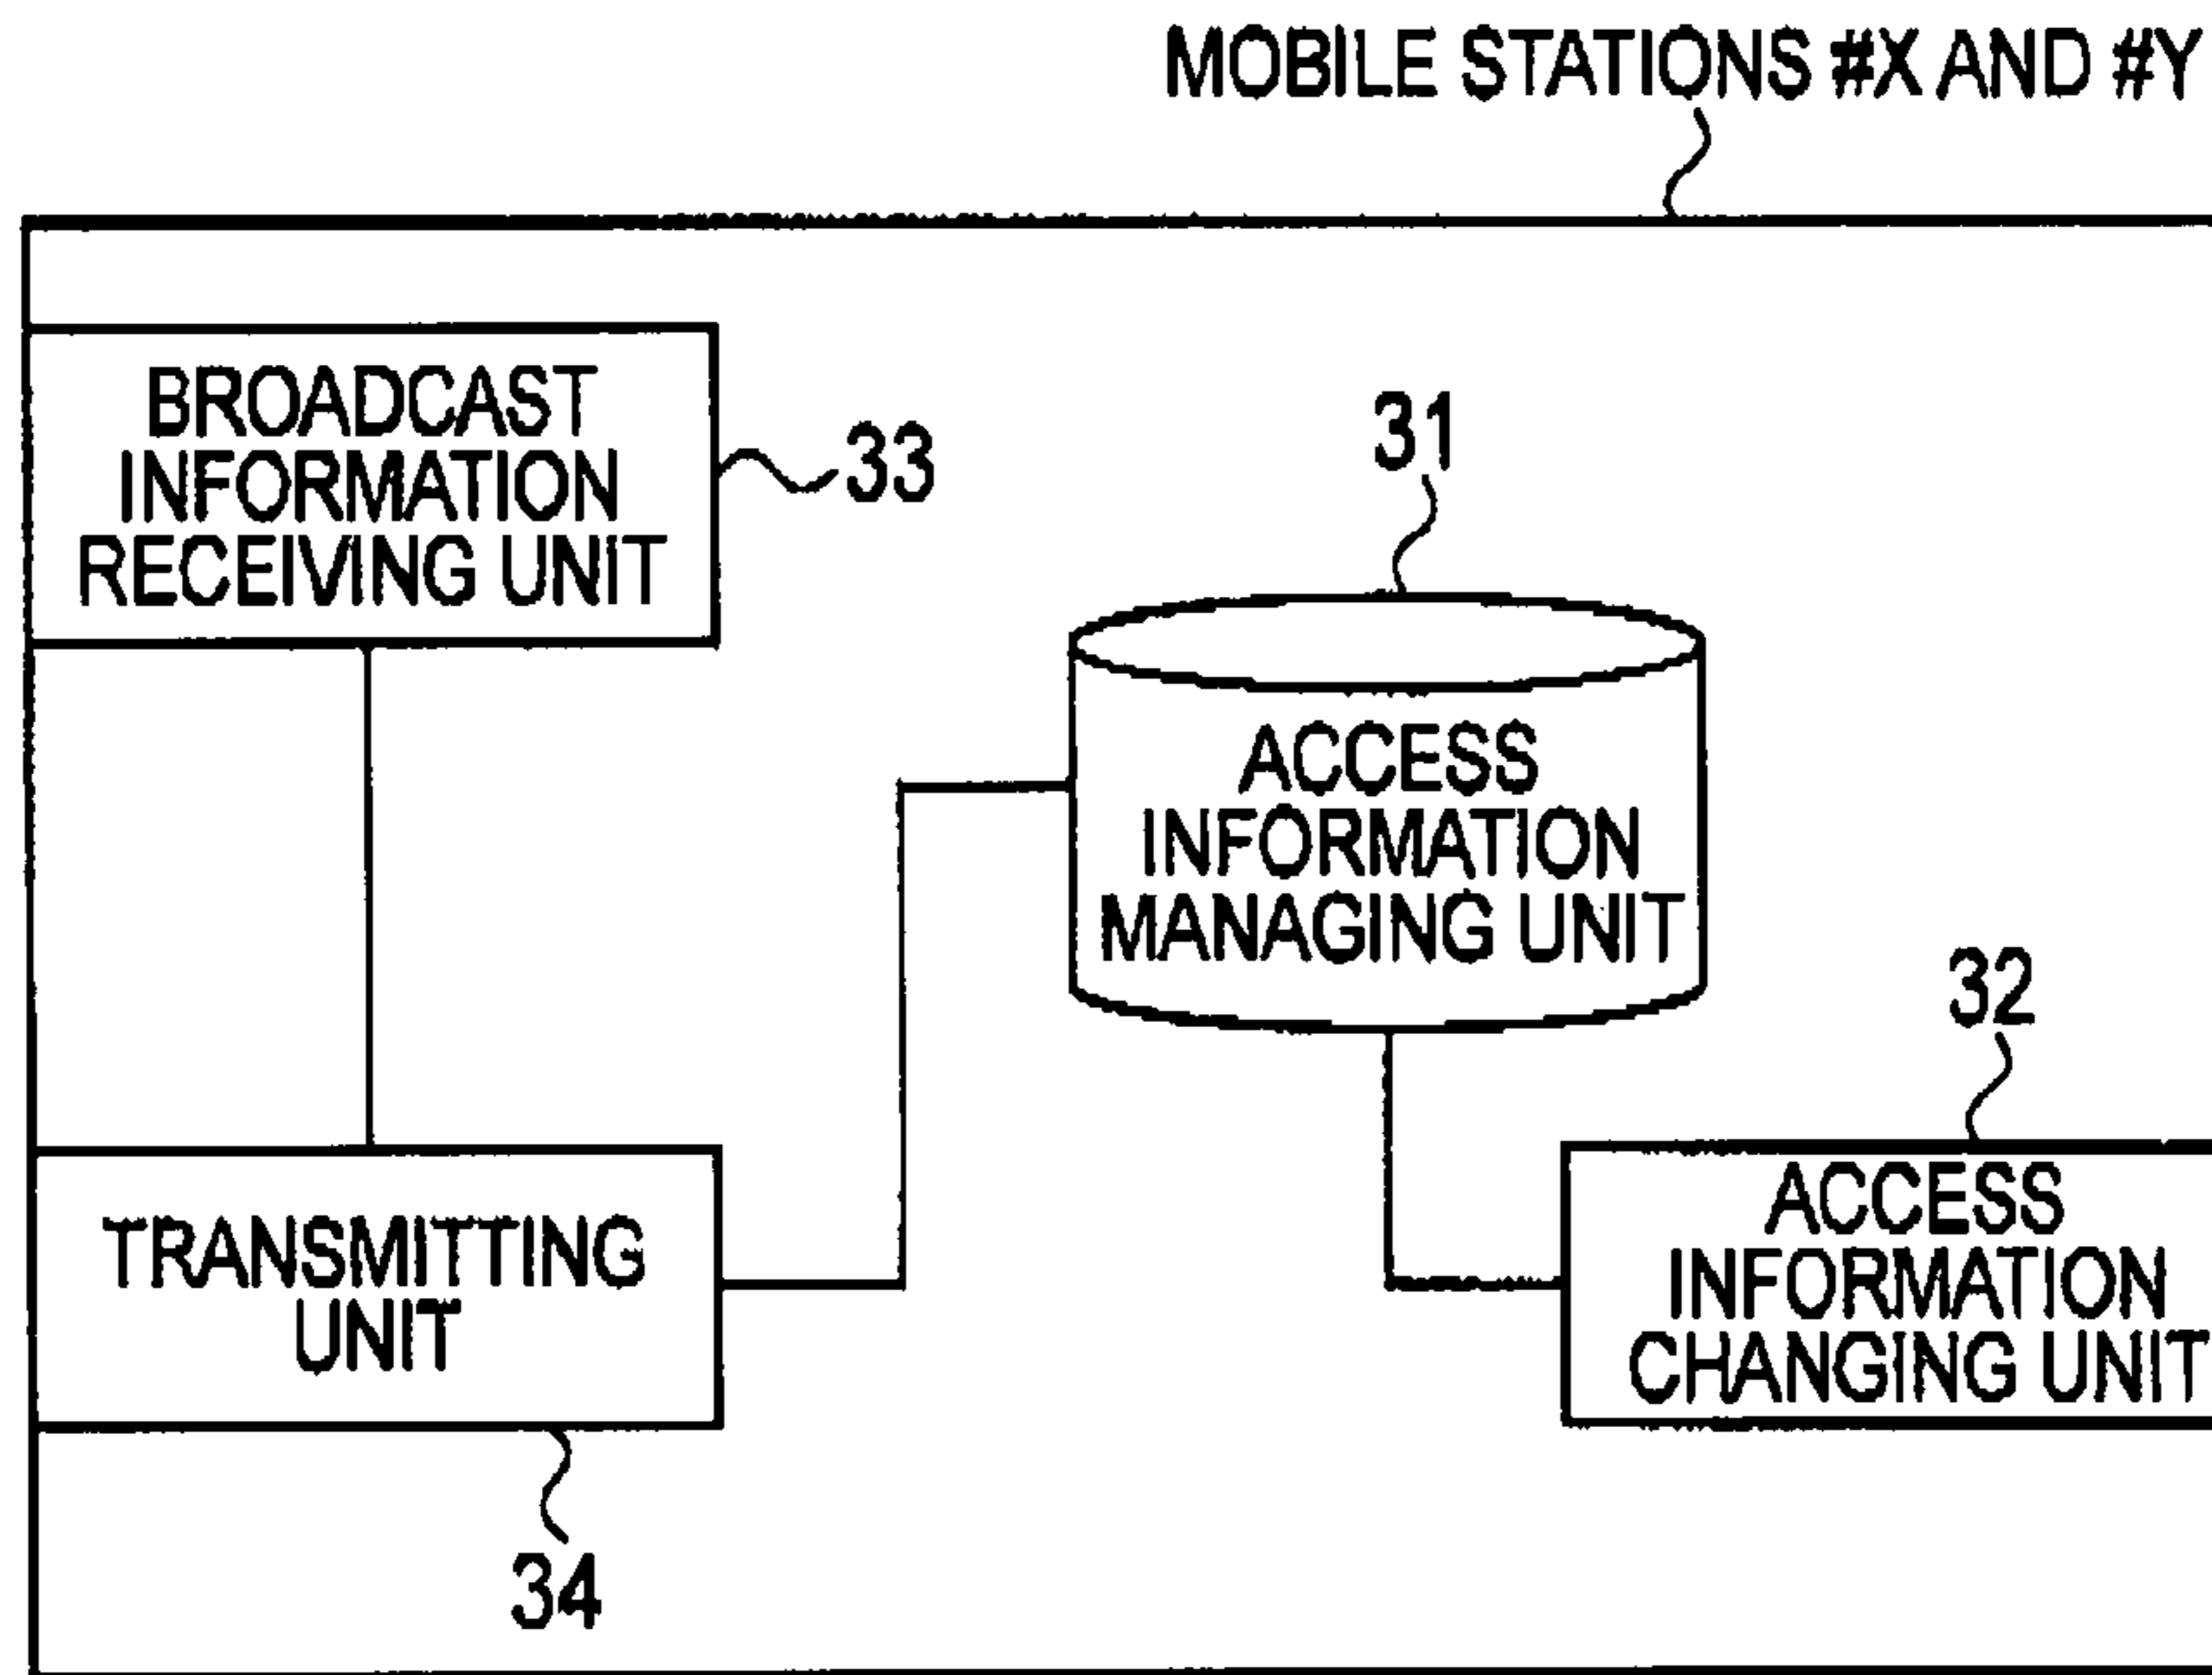 MOBILE STATIONS #X AND #Y
BROADCAST
INFORMATION
RECEIVING UNIT
33
31
ACCESS
INFORMATION
MANAGING UNIT
32
ACCESS
INFORMATION
CHANGING UNIT
TRANSMITTING
UNIT
34